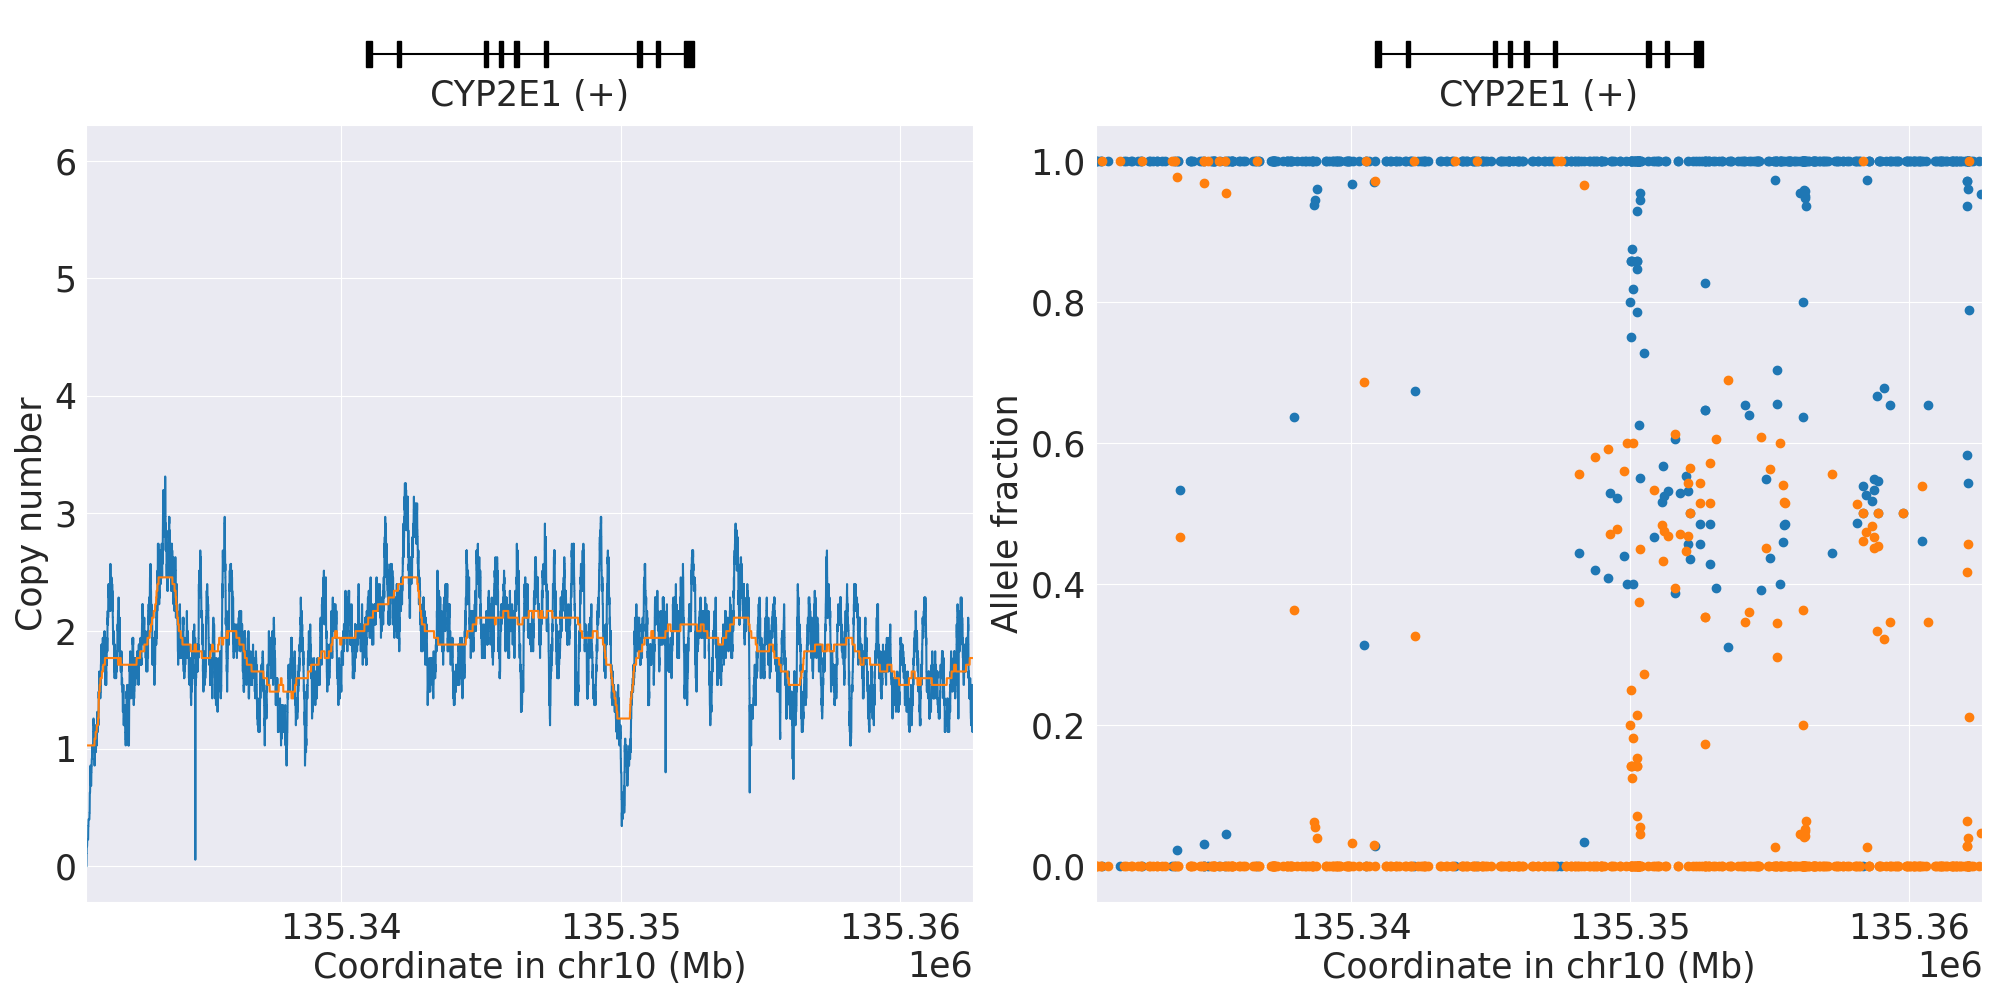 CYP2E1 (+)
CYP2E1 (+)
Copy number
6
5
4
3
2
1
0
135.34
135.35
135.36
Coordinate in chr10 (Mb)
1e6
Allele fraction
1.0
0.8
0.6
0.4
0.2
0.0
135.34
135.35
135.36
Coordinate in chr10 (Mb)
1e6